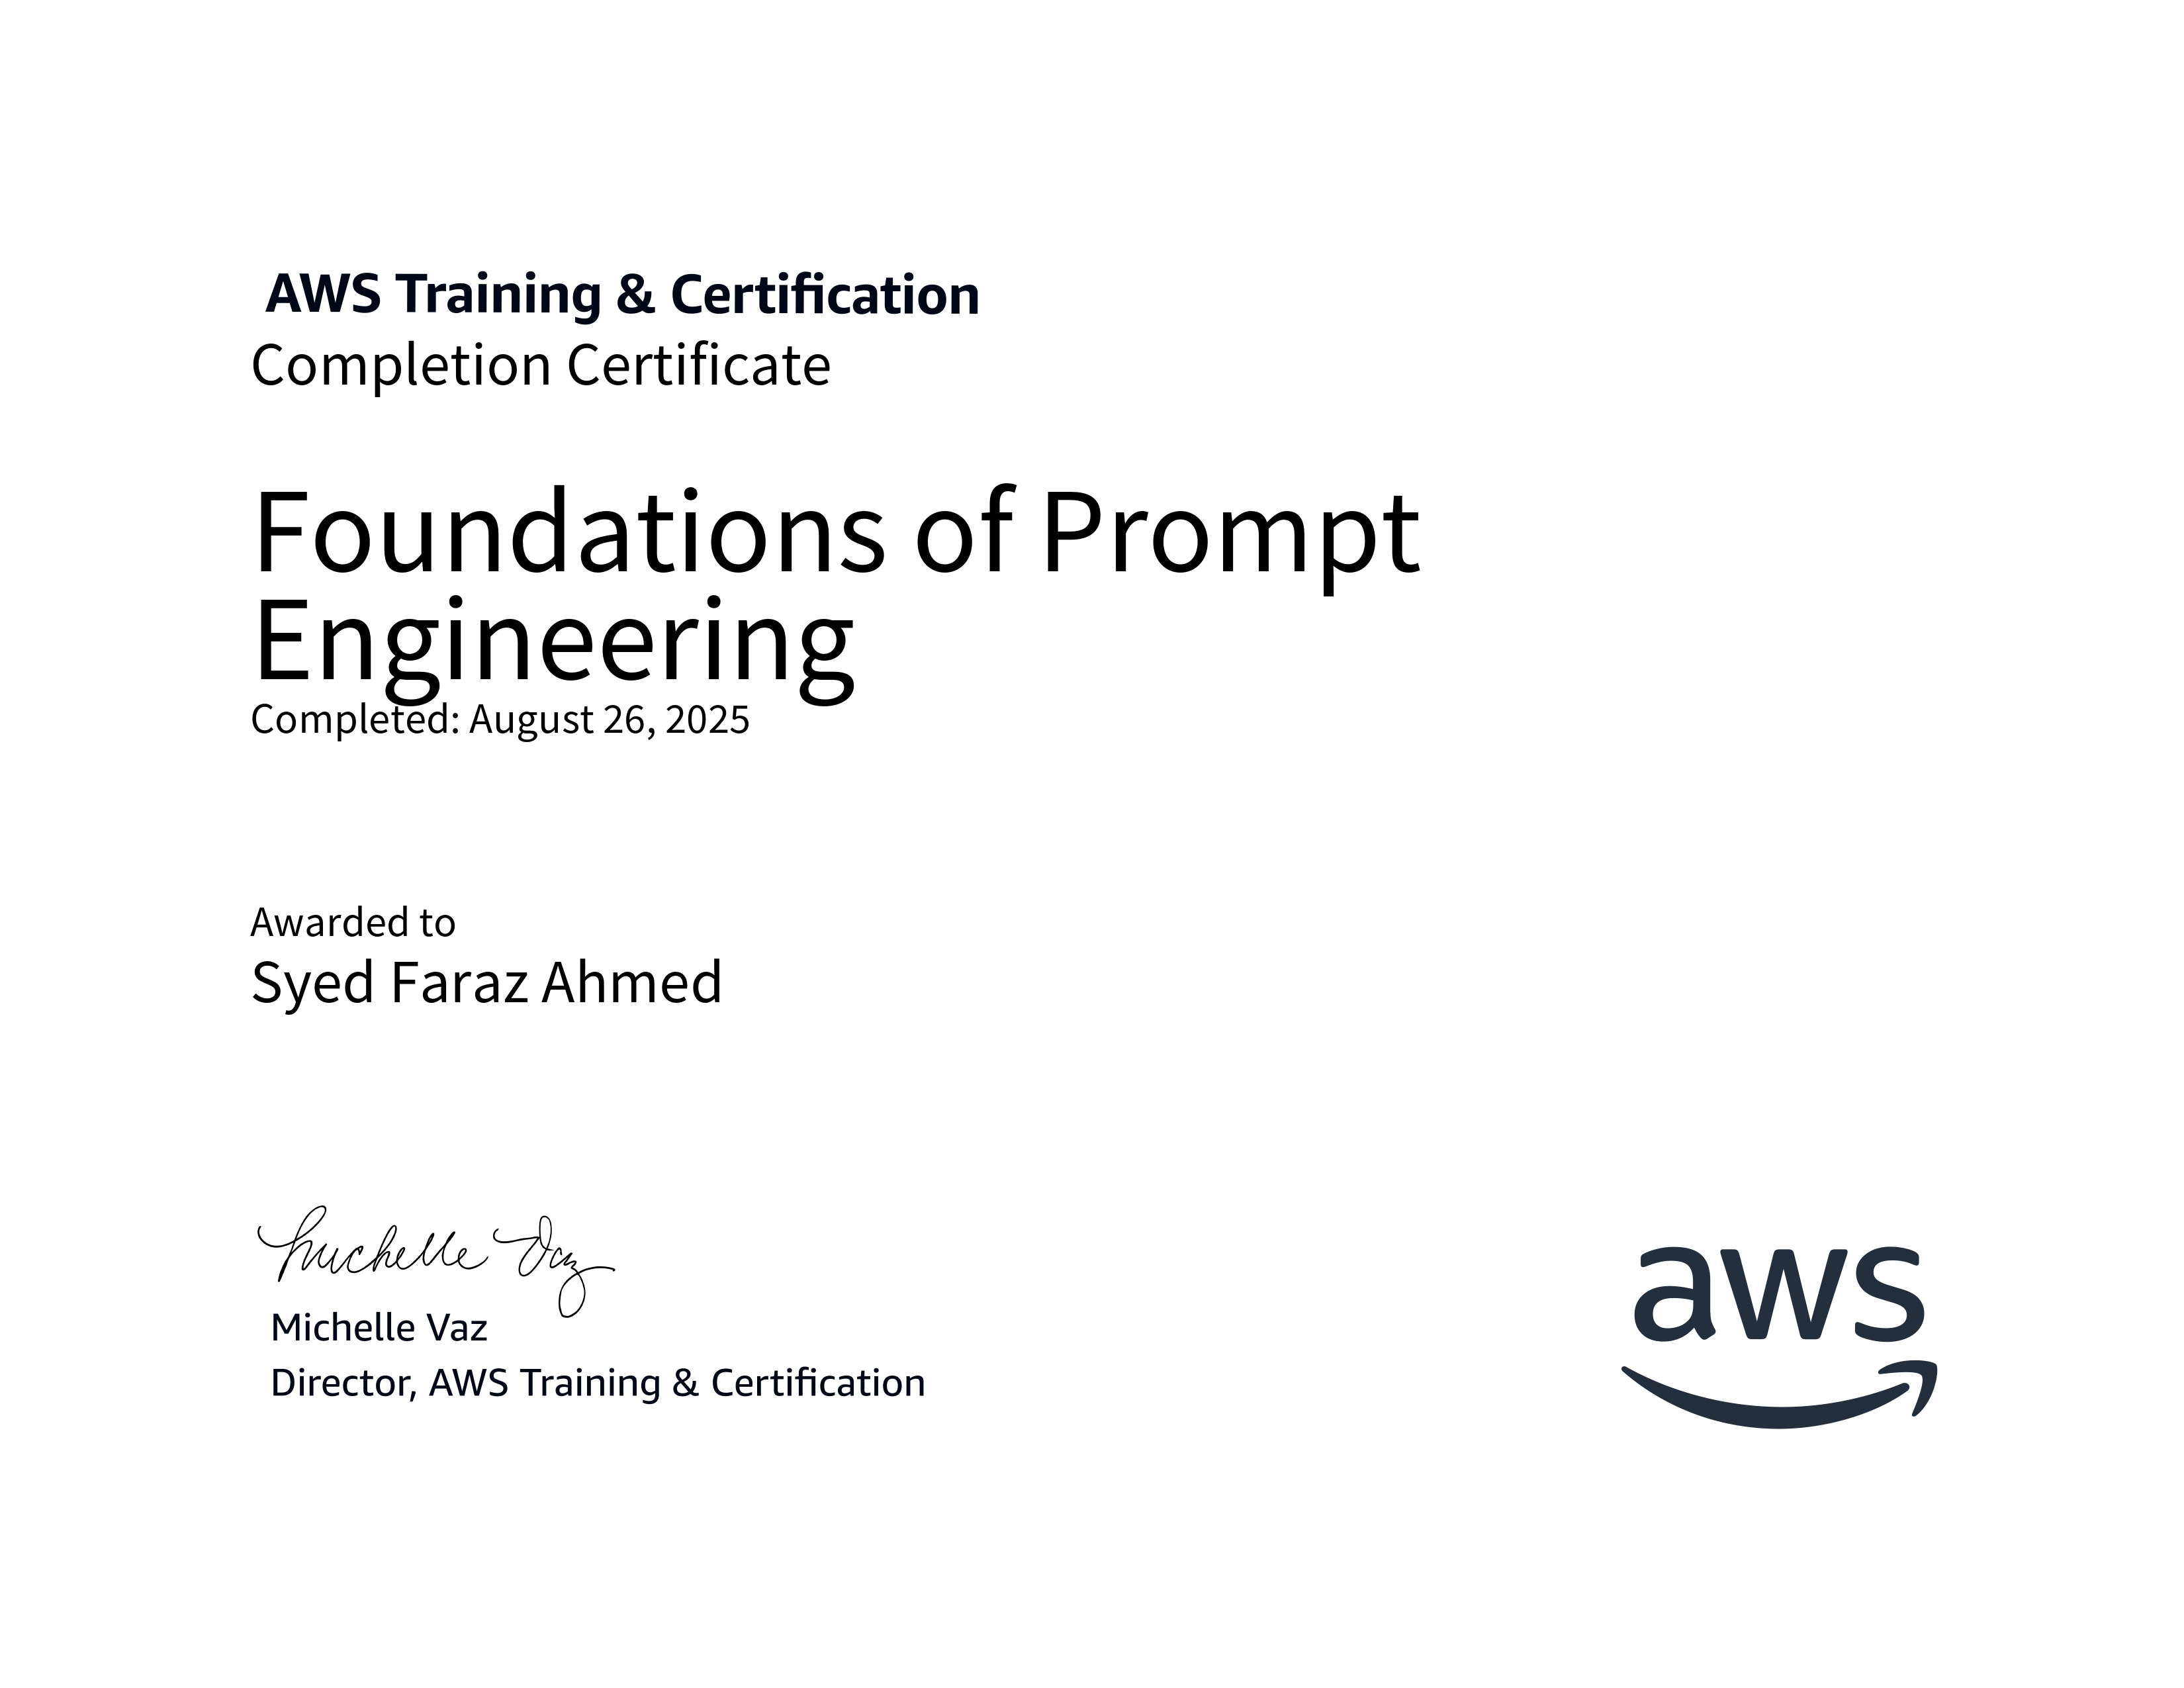 AWS Training & Certification
Completion Certificate
Foundations of Prompt
Engineering
Completed: August 26, 2025
Awarded to
Syed Faraz Ahmed
Michelle Vaz
Michelle Vaz
Director, AWS Training & Certification
aws